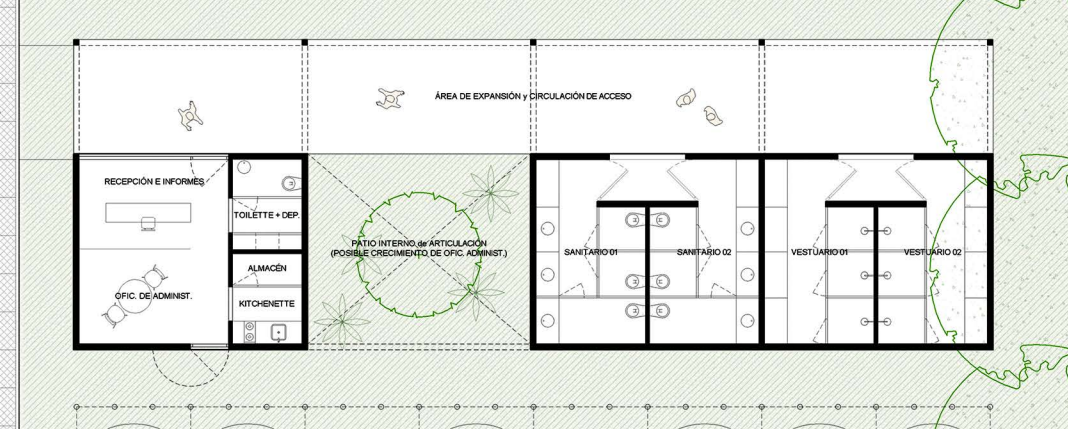 ÁREA DE EXPANSIÓN y CIRCULACIÓN DE ACCESO
RECEPCIÓN E INFORMES
TOILETTE + DEP.
PATIO INTERNO de ARTICULACIÓN
(POSIBLE CRECIMIENTO DE OFIC. ADMINIST.)
SANITARIO 01
SANITARIO 02
VESTUARIO 01
VESTUARIO 02
ALMACÉN
OFIC. DE ADMINIST.
KITCHENETTE